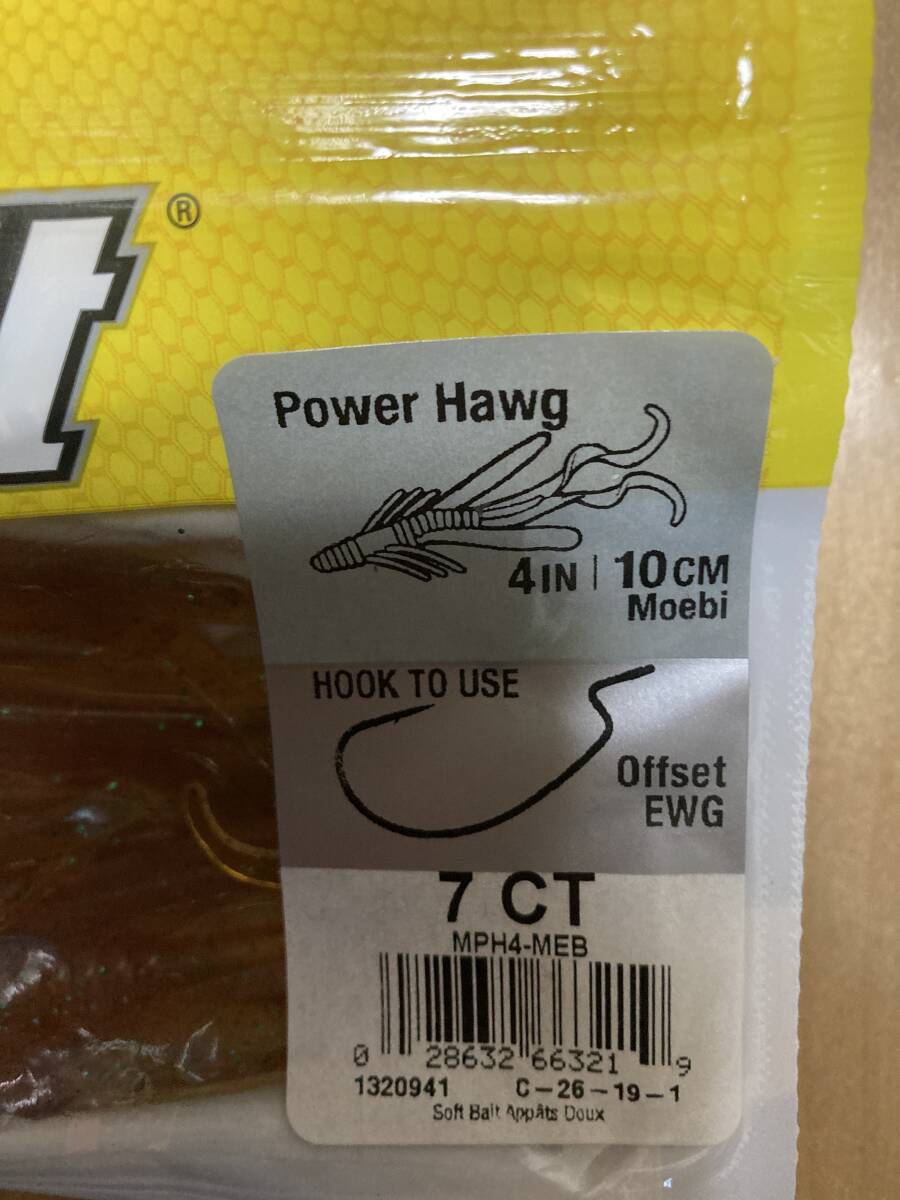 t®
Power Hawg
4IN | 10CM
Moebi
HOOK TO USE
Offset
EWG
7 CT
MPH4-MEB
0 28632 66321 9
1320941 C-26-19-1
Soft Bait Appâts Doux